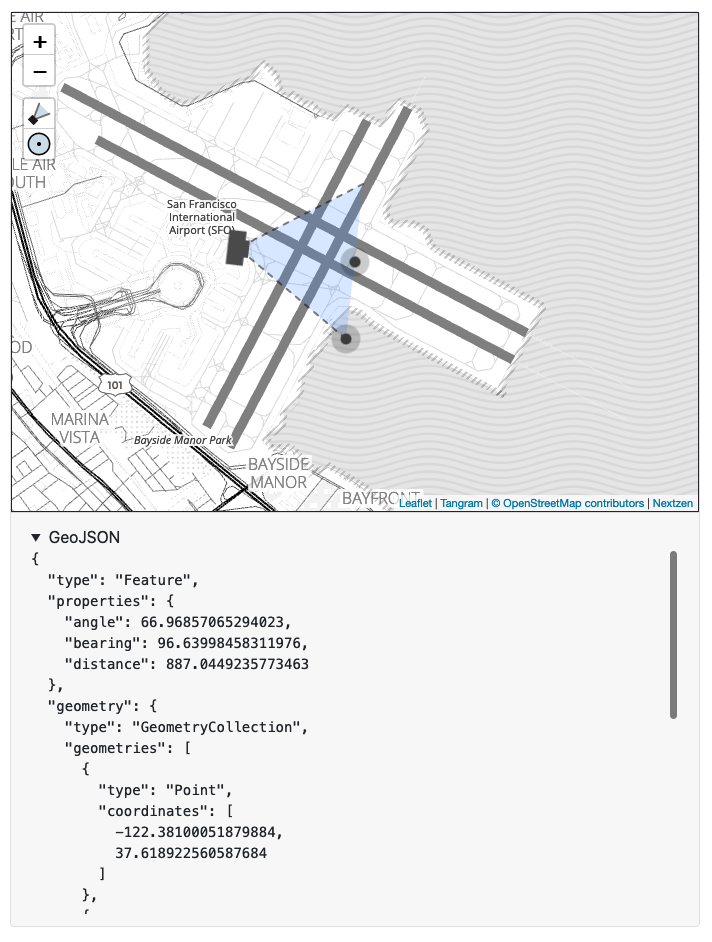 E AIR
+
−
LE AIR
OUTH
San Francisco
International
Airport (SFO)
OD
101
MARINA
VISTA
Bayside Manor Park
BAYSIDE
MANOR
BAYFRONT
Leaflet | Tangram | © OpenStreetMap contributors | Nextzen
▼ GeoJSON
{
"type": "Feature",
"properties": {
"angle": 66.96857065294023,
"bearing": 96.63998458311976,
"distance": 887.0449235773463
},
"geometry": {
"type": "GeometryCollection",
"geometries": [
{
"type": "Point",
"coordinates": [
-122.38100051879884,
37.618922560587684
]
},
{